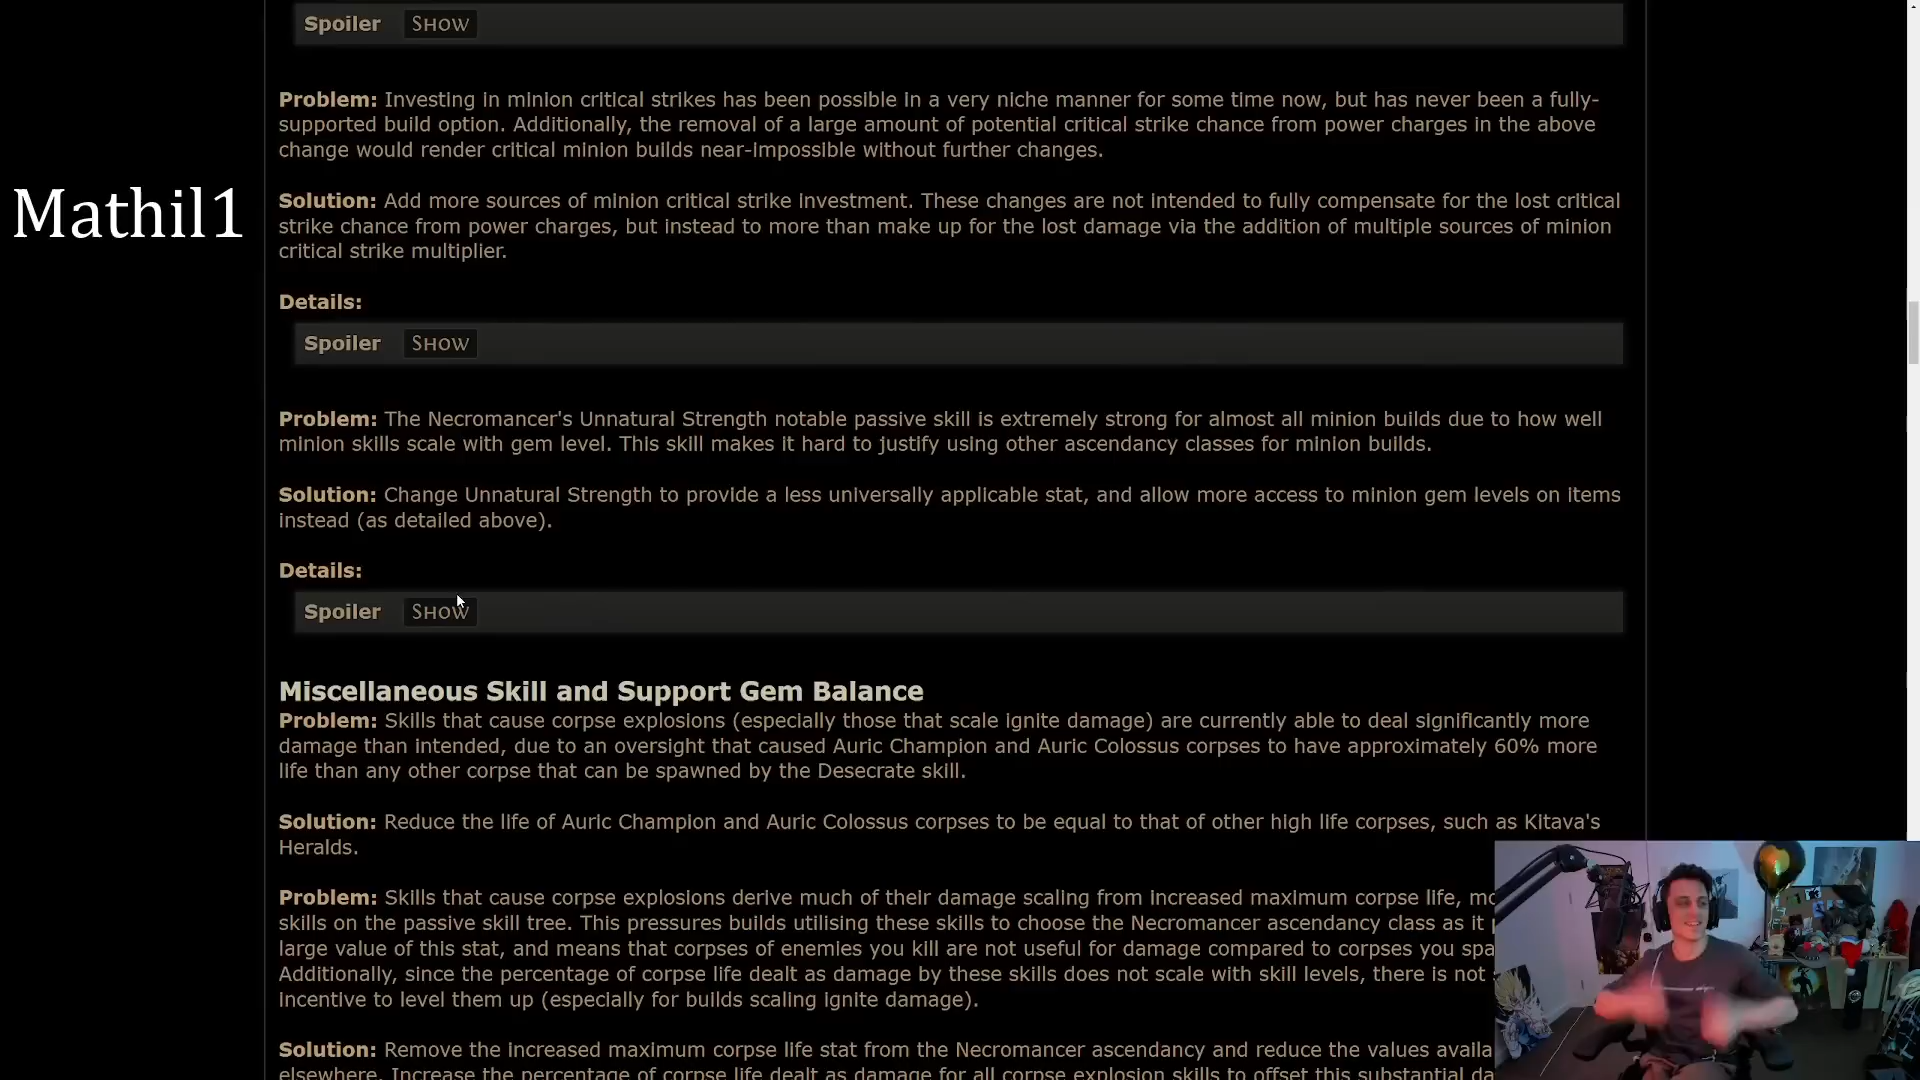 Spoiler SHOW
Problem: Investing in minion critical strikes has been possible in a very niche manner for some time now, but has never been a fully-
supported build option. Additionally, the removal of a large amount of potential critical strike chance from power charges in the above
change would render critical minion builds near-impossible without further changes.
Mathil1
Solution: Add more sources of minion critical strike investment. These changes are not intended to fully compensate for the lost critical
strike chance from power charges, but instead to more than make up for the lost damage via the addition of multiple sources of minion
critical strike multiplier.
Details:
Spoiler SHOW
Problem: The Necromancer's Unnatural Strength notable passive skill is extremely strong for almost all minion builds due to how well
minion skills scale with gem level. This skill makes it hard to justify using other ascendancy classes for minion builds.
Solution: Change Unnatural Strength to provide a less universally applicable stat, and allow more access to minion gem levels on items
instead (as detailed above).
Details:
Spoiler SHOW
Miscellaneous Skill and Support Gem Balance
Problem: Skills that cause corpse explosions (especially those that scale ignite damage) are currently able to deal significantly more
damage than intended, due to an oversight that caused Auric Champion and Auric Colossus corpses to have approximately 60% more
life than any other corpse that can be spawned by the Desecrate skill.
Solution: Reduce the life of Auric Champion and Auric Colossus corpses to be equal to that of other high life corpses, such as Kitava's
Heralds.
Problem: Skills that cause corpse explosions derive much of their damage scaling from increased maximum corpse life, mo
skills on the passive skill tree. This pressures builds utilising these skills to choose the Necromancer ascendancy class as it
large value of this stat, and means that corpses of enemies you kill are not useful for damage compared to corpses you spa
Additionally, since the percentage of corpse life dealt as damage by these skills does not scale with skill levels, there is not
incentive to level them up (especially for builds scaling ignite damage).
Solution: Remove the increased maximum corpse life stat from the Necromancer ascendancy and reduce the values availa
elsewhere. Increase the percentage of corpse life dealt as damage for all corpse explosion skills to offset this substantial da